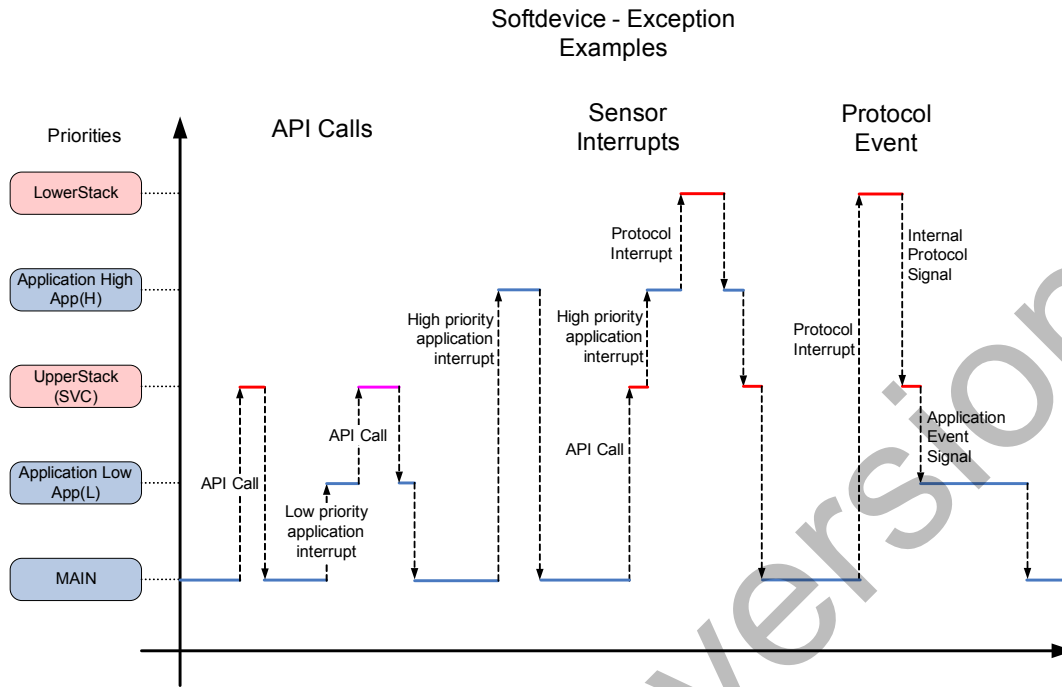 Softdevice - Exception
Examples
Priorities
API Calls
Sensor
Interrupts
Protocol
Event
LowerStack
Application High
App(H)
UpperStack
(SVC)
Application Low
App(L)
MAIN
API Call
Low priority
application
interrupt
API Call
High priority
application
interrupt
API Call
High priority
application
interrupt
Protocol
Interrupt
Protocol
Interrupt
Internal
Protocol
Signal
Application
Event
Signal
version